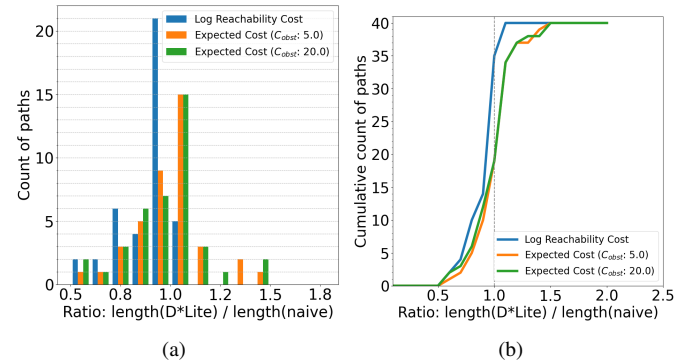 20
15
10
5
0
Count of paths
Log Reachability Cost
Expected Cost (C_obst: 5.0)
Expected Cost (C_obst: 20.0)
0.5 0.8 1.0 1.2 1.5 1.8
Ratio: length(D*Lite) / length(naive)
(a)
40
35
30
25
20
15
10
5
0
Cumulative count of paths
Log Reachability Cost
Expected Cost (C_obst: 5.0)
Expected Cost (C_obst: 20.0)
0.5 1.0 1.5 2.0 2.5
Ratio: length(D*Lite) / length(naive)
(b)